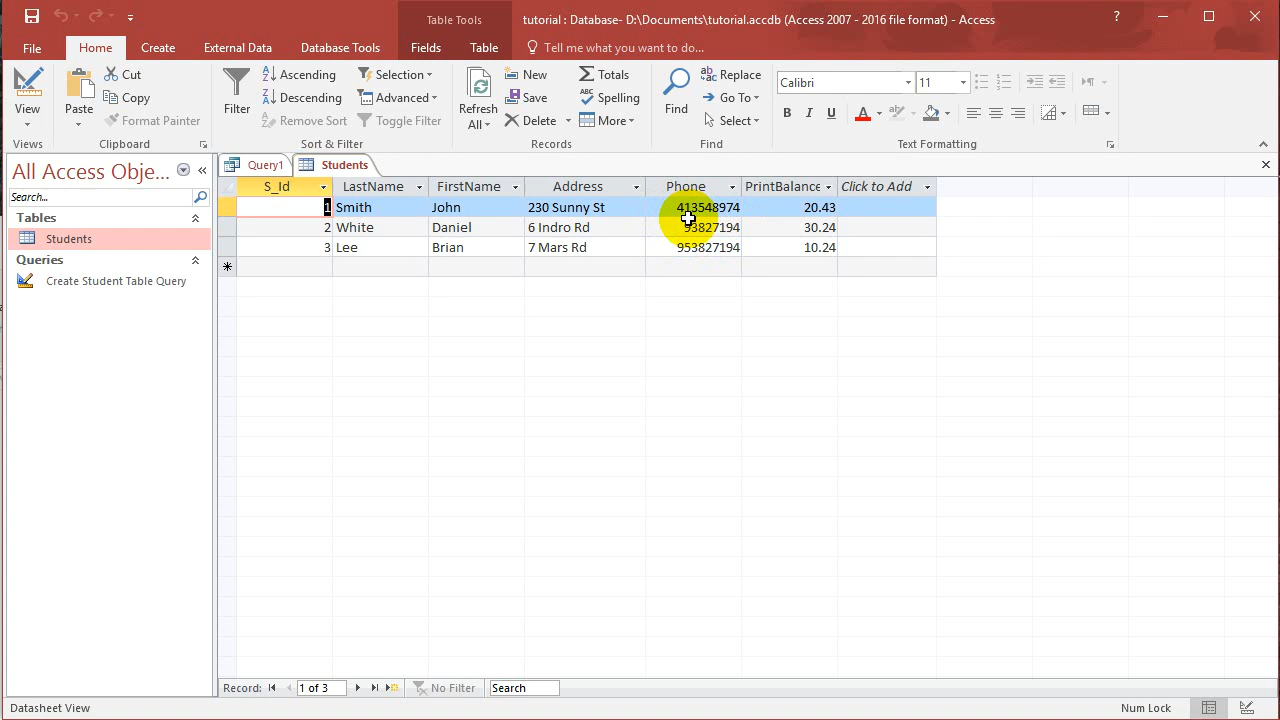 Table Tools
tutorial : Database- D:\Documents\tutorial.accdb (Access 2007 - 2016 file format) - Access
?
File Home Create External Data Database Tools Fields Table Tell me what you want to do...
View
Views
Paste
Cut
Copy
Format Painter
Clipboard
Filter
Ascending
Descending
Remove Sort
Selection
Advanced
Toggle Filter
Sort & Filter
Refresh
All
New
Save
Delete
Totals
Spelling
More
Records
Find
Replace
Go To
Select
Find
Calibri 11
B I U A
Text Formatting
All Access Obje...
Search...
Tables
Students
Queries
Create Student Table Query
Query1 Students
S_Id LastName FirstName Address Phone PrintBalance Click to Add
1 Smith John 230 Sunny St 413548974 20.43
2 White Daniel 6 Indro Rd 93827194 30.24
3 Lee Brian 7 Mars Rd 953827194 10.24
Record: 1 of 3 No Filter Search
Datasheet View Num Lock